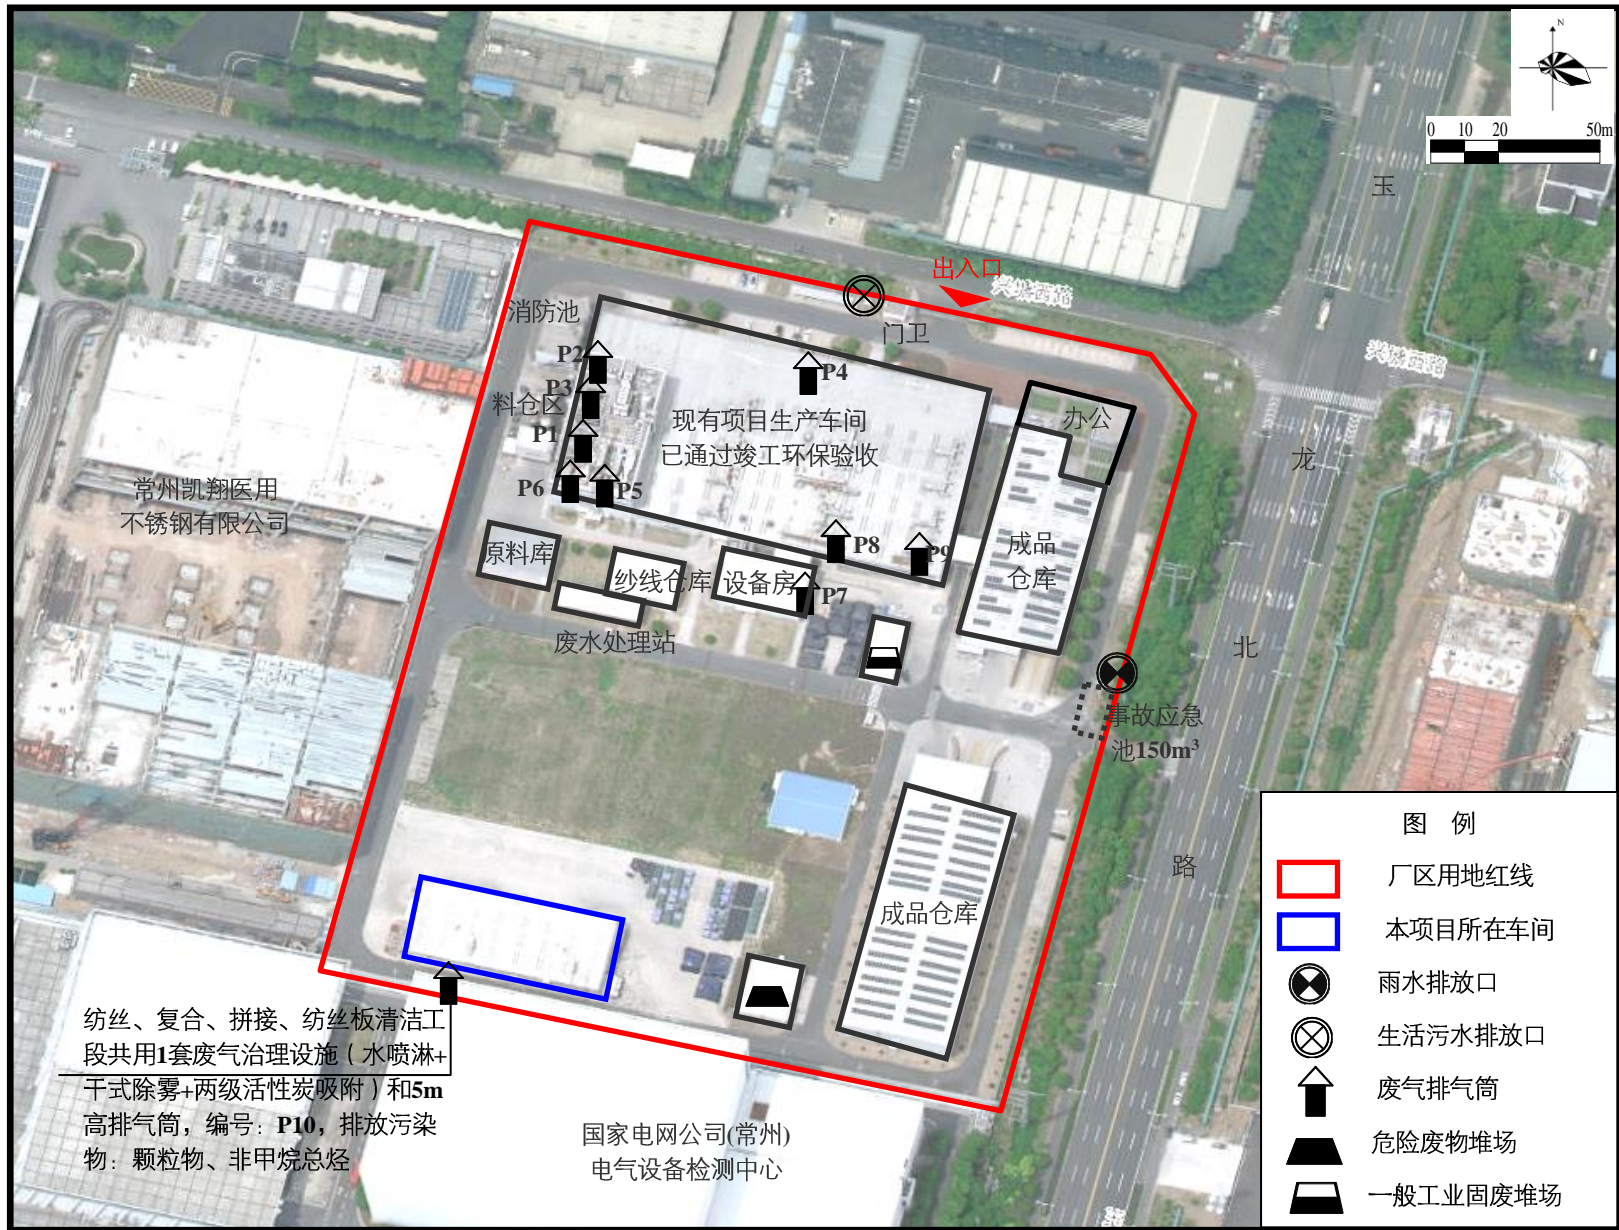 N
0 10 20 50m
玉
出入口
兴塘西路
消防池
门卫
兴塘西路
P2
P4
P3
料仓区
办公
现有项目生产车间
P1
已通过竣工环保验收
龙
常州凯翔医用
不锈钢有限公司
P6
P5
成品
仓库
P8
P9
原料库
纱线仓库
设备房
P7
废水处理站
北
事故应急
池150m³
路
成品仓库
纺丝、复合、拼接、纺丝板清洁工
段共用1套废气治理设施（水喷淋+
干式除雾+两级活性炭吸附）和5m
高排气筒，编号：P10，排放污染
物：颗粒物、非甲烷总烃
国家电网公司(常州)
电气设备检测中心
图 例
厂区用地红线
本项目所在车间
雨水排放口
生活污水排放口
废气排气筒
危险废物堆场
一般工业固废堆场